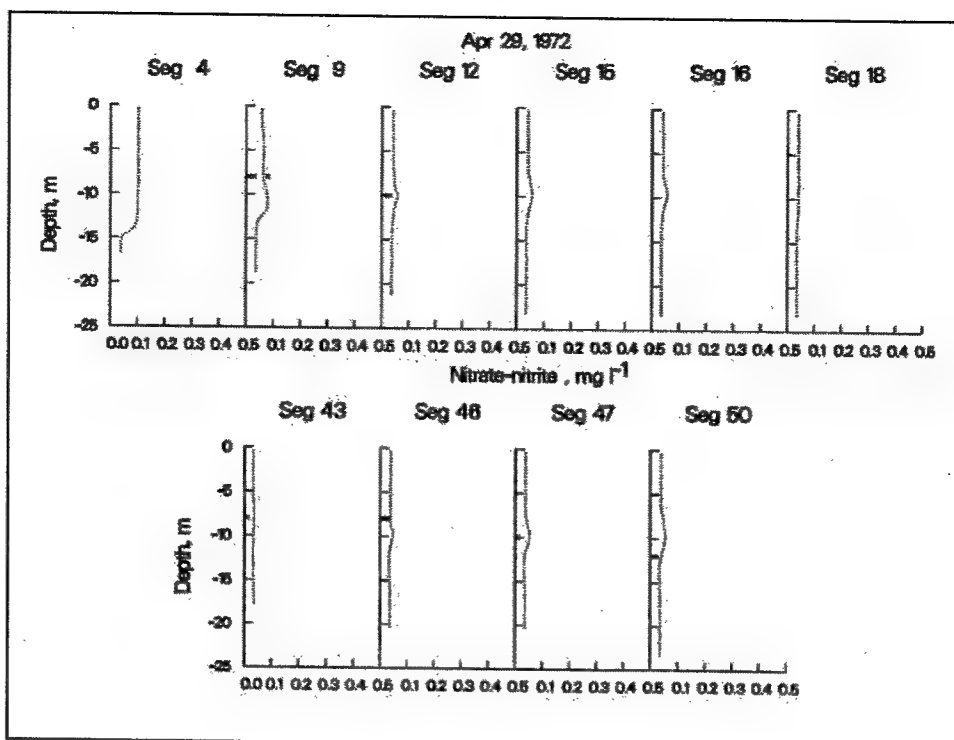 Apr 29, 1972
Seg 4 Seg 9 Seg 12 Seg 15 Seg 16 Seg 18
0
-5
-10
-15
-20
-25
Depth, m
0.0 0.1 0.2 0.3 0.4 0.5 0.1 0.2 0.3 0.4 0.5 0.1 0.2 0.3 0.4 0.5 0.1 0.2 0.3 0.4 0.5 0.1 0.2 0.3 0.4 0.5 0.1 0.2 0.3 0.4 0.5
Nitrate-nitrite , mg l⁻¹
Seg 43 Seg 46 Seg 47 Seg 50
0
-5
-10
-15
-20
-25
Depth, m
0.0 0.1 0.2 0.3 0.4 0.5 0.1 0.2 0.3 0.4 0.5 0.1 0.2 0.3 0.4 0.5 0.1 0.2 0.3 0.4 0.5